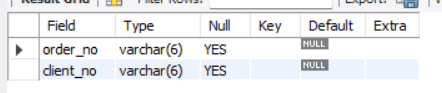 Result Grid Filter Rows: Export:
Field Type Null Key Default Extra
order_no varchar(6) YES NULL
client_no varchar(6) YES NULL